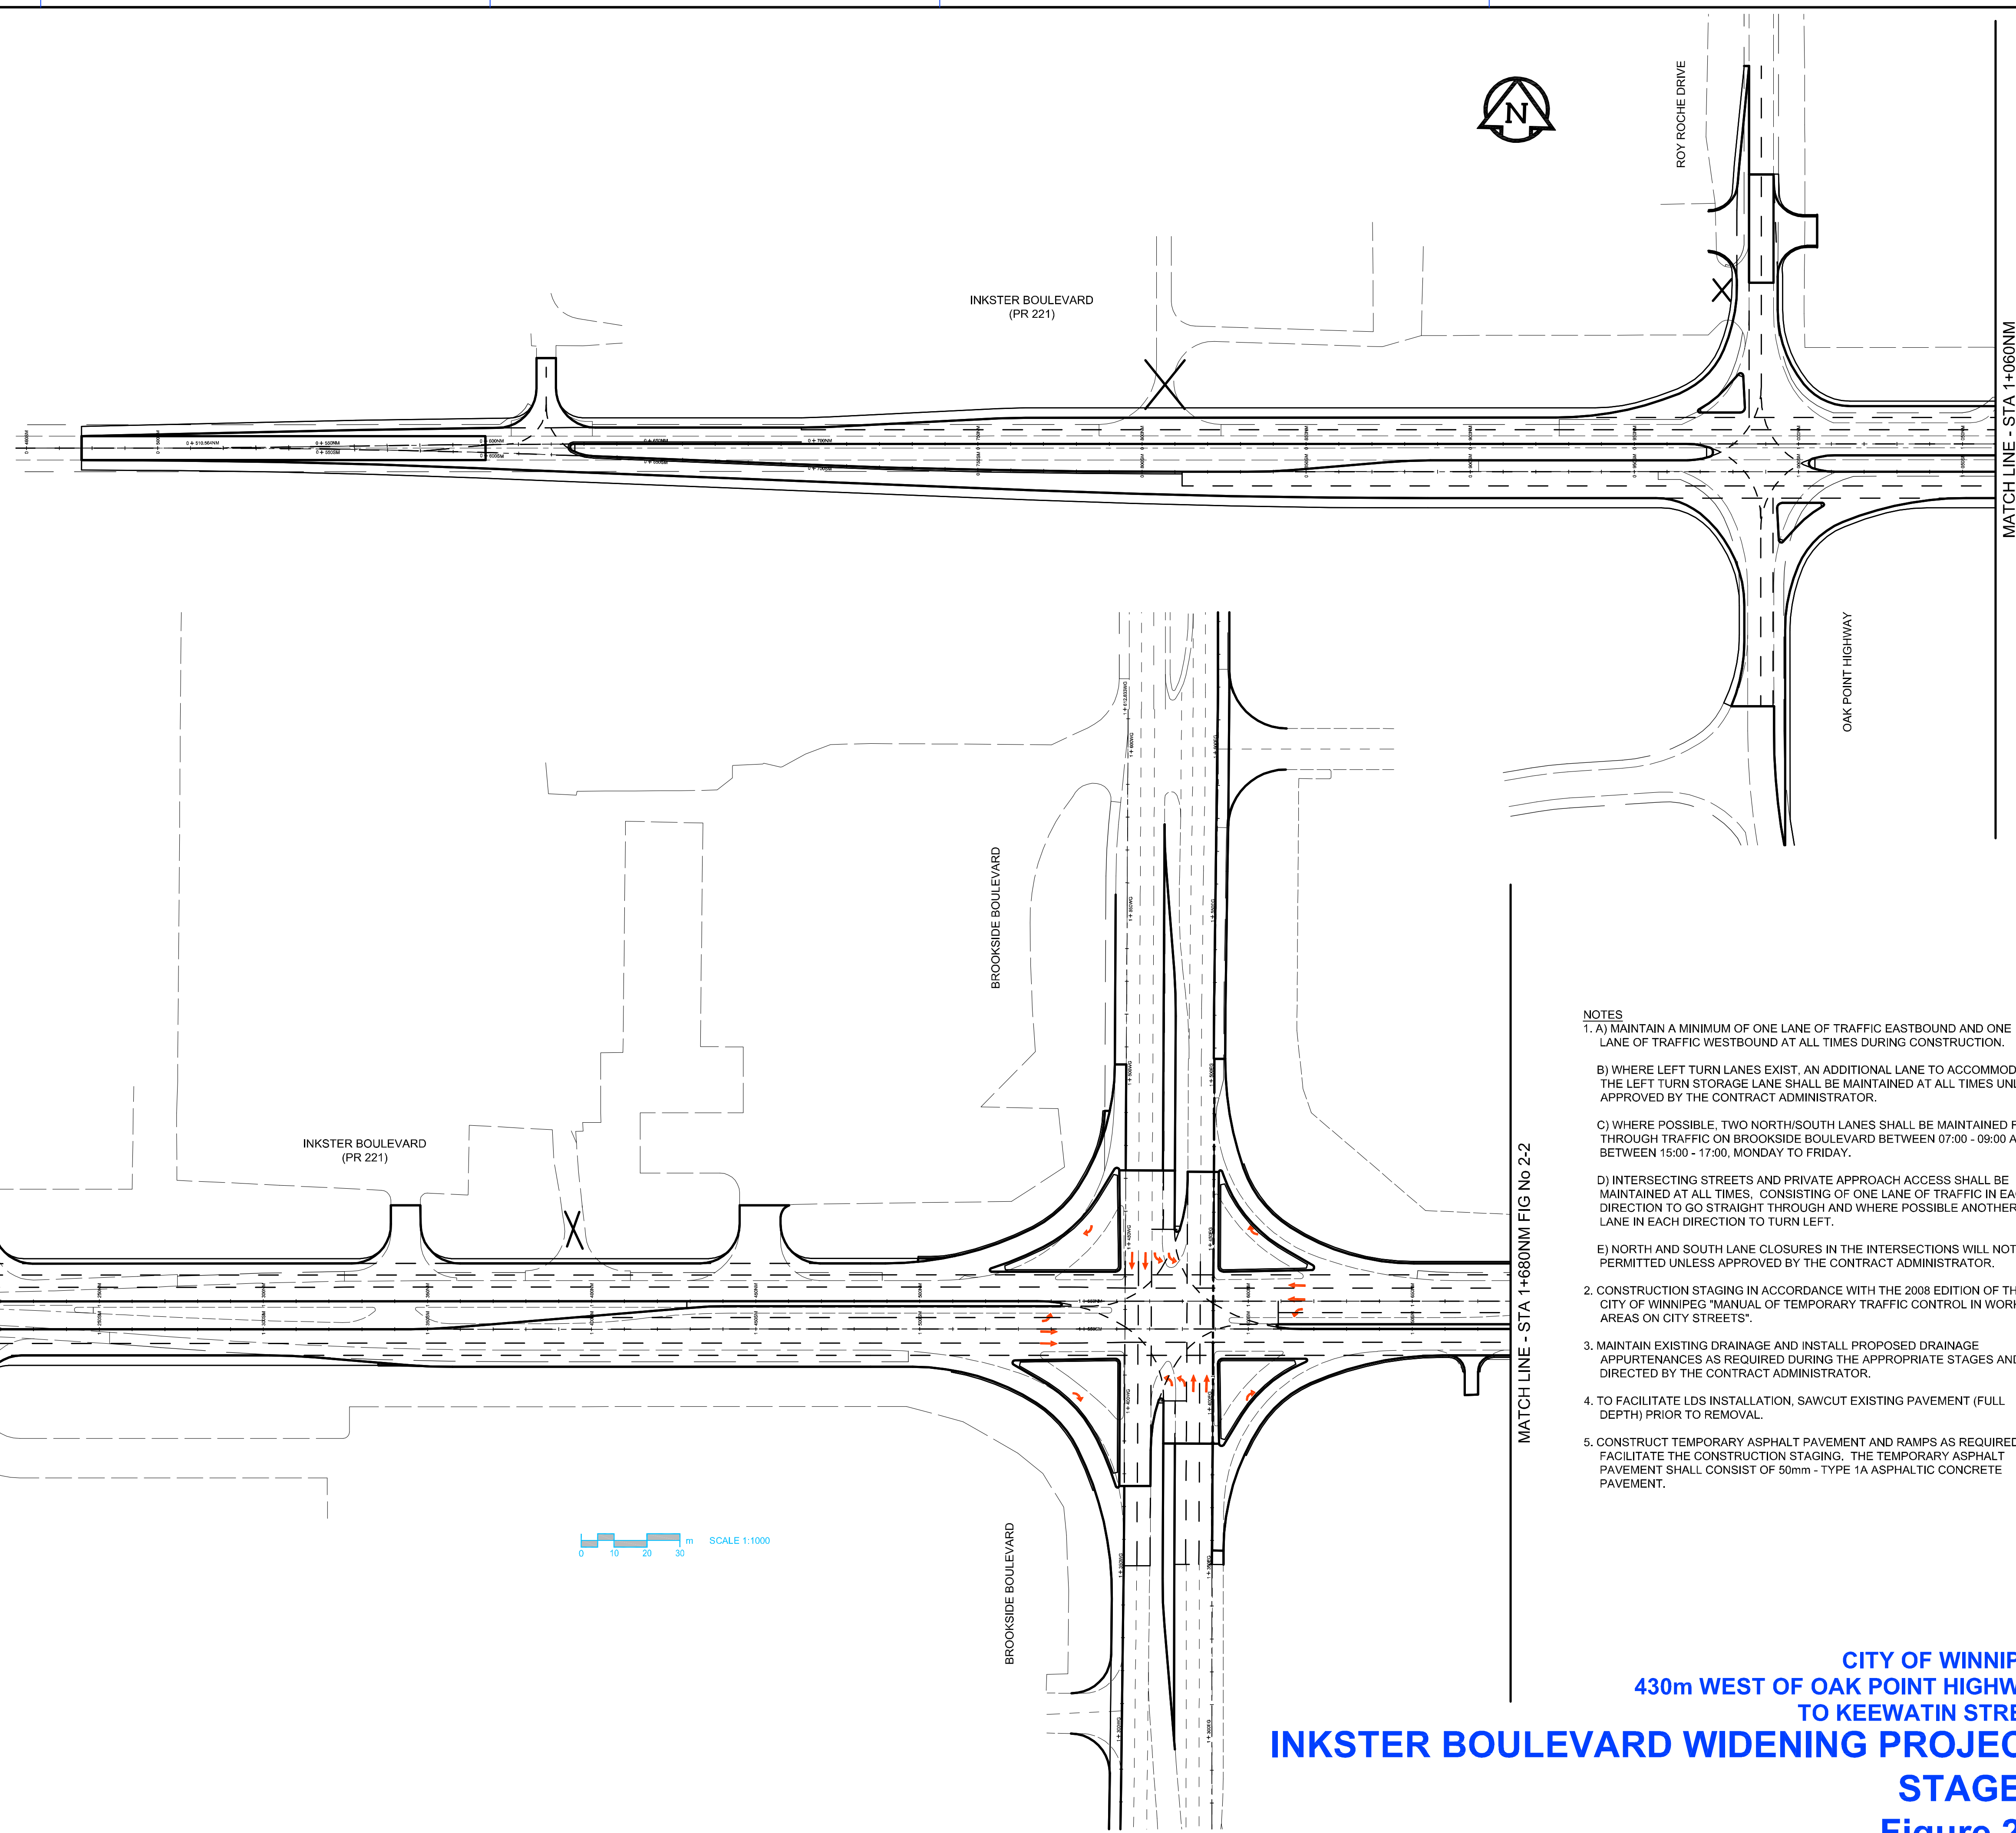 ROY ROCHE DRIVE
N
INKSTER BOULEVARD
(PR 221)
MATCH LINE - STA 1+060NM
OAK POINT HIGHWAY
BROOKSIDE BOULEVARD
INKSTER BOULEVARD
(PR 221)
MATCH LINE - STA 1+680NM FIG No 2-2
BROOKSIDE BOULEVARD
0 10 20 30 m SCALE 1:1000
NOTES
1. A) MAINTAIN A MINIMUM OF ONE LANE OF TRAFFIC EASTBOUND AND ONE
LANE OF TRAFFIC WESTBOUND AT ALL TIMES DURING CONSTRUCTION.
B) WHERE LEFT TURN LANES EXIST, AN ADDITIONAL LANE TO ACCOMMOD
THE LEFT TURN STORAGE LANE SHALL BE MAINTAINED AT ALL TIMES UNL
APPROVED BY THE CONTRACT ADMINISTRATOR.
C) WHERE POSSIBLE, TWO NORTH/SOUTH LANES SHALL BE MAINTAINED F
THROUGH TRAFFIC ON BROOKSIDE BOULEVARD BETWEEN 07:00 - 09:00 A
BETWEEN 15:00 - 17:00, MONDAY TO FRIDAY.
D) INTERSECTING STREETS AND PRIVATE APPROACH ACCESS SHALL BE
MAINTAINED AT ALL TIMES, CONSISTING OF ONE LANE OF TRAFFIC IN EA
DIRECTION TO GO STRAIGHT THROUGH AND WHERE POSSIBLE ANOTHER
LANE IN EACH DIRECTION TO TURN LEFT.
E) NORTH AND SOUTH LANE CLOSURES IN THE INTERSECTIONS WILL NOT
PERMITTED UNLESS APPROVED BY THE CONTRACT ADMINISTRATOR.
2. CONSTRUCTION STAGING IN ACCORDANCE WITH THE 2008 EDITION OF TH
CITY OF WINNIPEG "MANUAL OF TEMPORARY TRAFFIC CONTROL IN WOR
AREAS ON CITY STREETS".
3. MAINTAIN EXISTING DRAINAGE AND INSTALL PROPOSED DRAINAGE
APPURTENANCES AS REQUIRED DURING THE APPROPRIATE STAGES AN
DIRECTED BY THE CONTRACT ADMINISTRATOR.
4. TO FACILITATE LDS INSTALLATION, SAWCUT EXISTING PAVEMENT (FULL
DEPTH) PRIOR TO REMOVAL.
5. CONSTRUCT TEMPORARY ASPHALT PAVEMENT AND RAMPS AS REQUIRED
FACILITATE THE CONSTRUCTION STAGING. THE TEMPORARY ASPHALT
PAVEMENT SHALL CONSIST OF 50mm - TYPE 1A ASPHALTIC CONCRETE
PAVEMENT.
CITY OF WINNIP
430m WEST OF OAK POINT HIGHW
TO KEEWATIN STRE
INKSTER BOULEVARD WIDENING PROJEC
STAGE
Figure 2